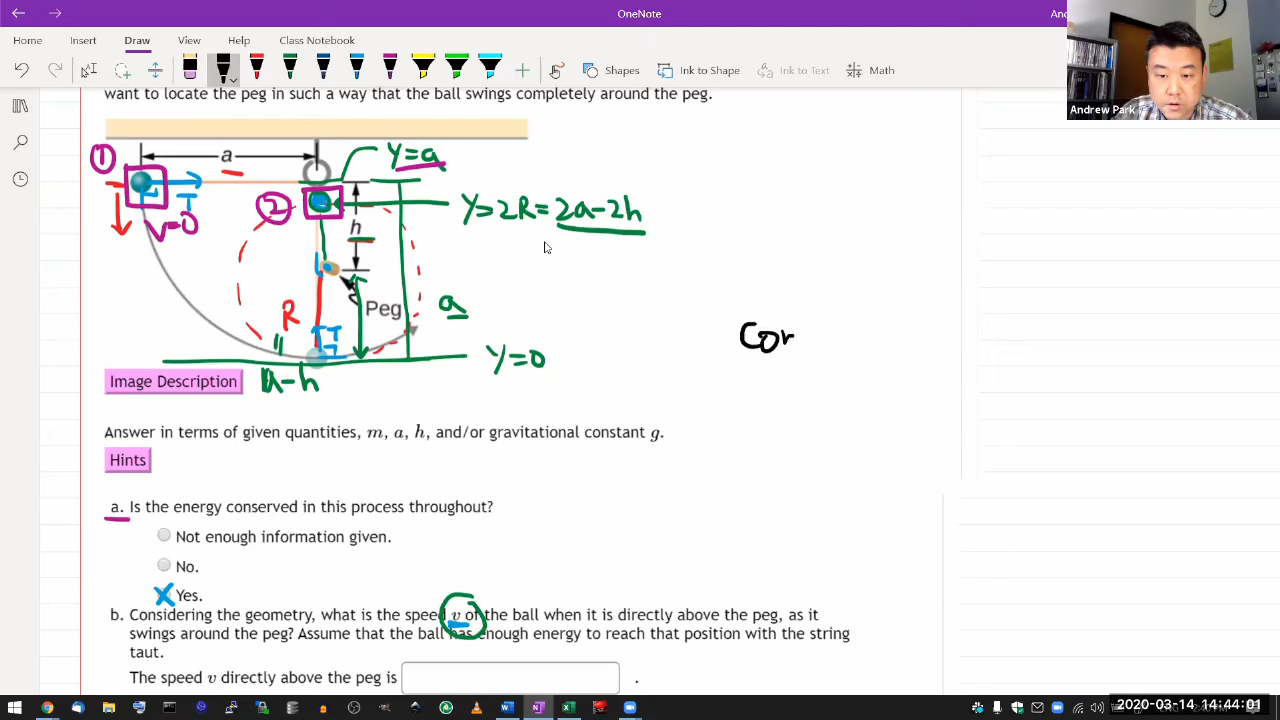 OneNote
An
Home Insert Draw View Help Class Notebook
Shapes Ink to Shape Ink to Text Math
Andrew Park
want to locate the peg in such a way that the ball swings completely around the peg.
① a Y=a
T ② Y=2R=2a-2h
V=0 h
R Peg a
T
Y=0
a-h
Cor
Image Description
Answer in terms of given quantities, m, a, h, and/or gravitational constant g.
Hints
a. Is the energy conserved in this process throughout?
Not enough information given.
No.
Yes.
b. Considering the geometry, what is the speed v of the ball when it is directly above the peg, as it
swings around the peg? Assume that the ball has enough energy to reach that position with the string
taut.
The speed v directly above the peg is .
2020-03-14 14:44:01